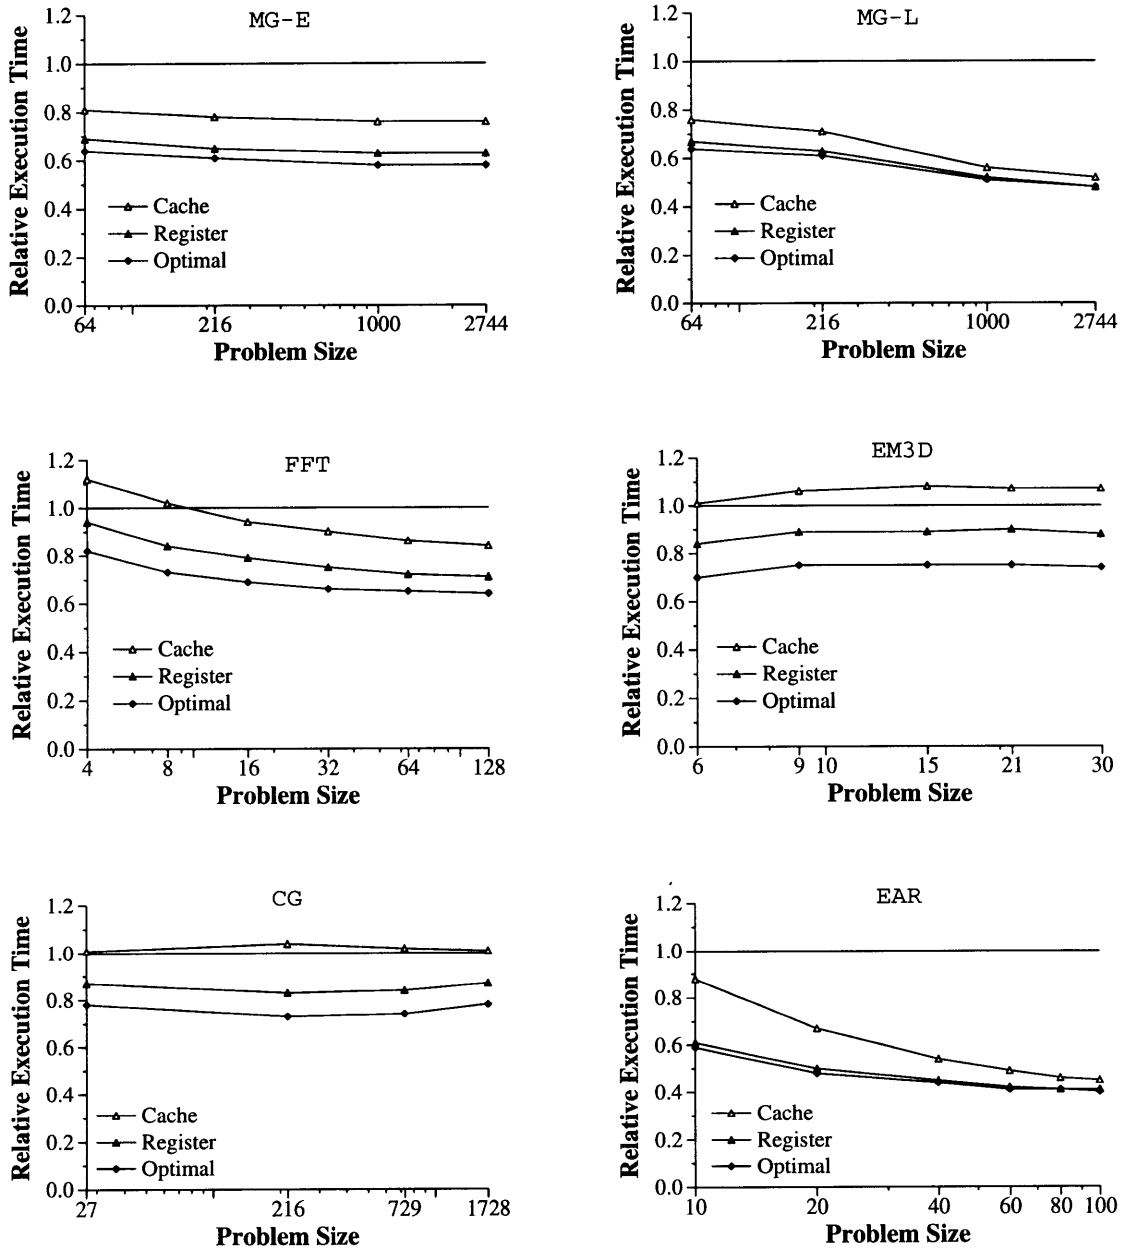 MG-E
Relative Execution Time
1.2
1.0
0.8
0.6
0.4
0.2
0.0
Cache
Register
Optimal
64 216 1000 2744
Problem Size
MG-L
Relative Execution Time
1.2
1.0
0.8
0.6
0.4
0.2
0.0
Cache
Register
Optimal
64 216 1000 2744
Problem Size
FFT
Relative Execution Time
1.2
1.0
0.8
0.6
0.4
0.2
0.0
Cache
Register
Optimal
4 8 16 32 64 128
Problem Size
EM3D
Relative Execution Time
1.2
1.0
0.8
0.6
0.4
0.2
0.0
Cache
Register
Optimal
6 9 10 15 21 30
Problem Size
CG
Relative Execution Time
1.2
1.0
0.8
0.6
0.4
0.2
0.0
Cache
Register
Optimal
27 216 729 1728
Problem Size
EAR
Relative Execution Time
1.2
1.0
0.8
0.6
0.4
0.2
0.0
Cache
Register
Optimal
10 20 40 60 80 100
Problem Size